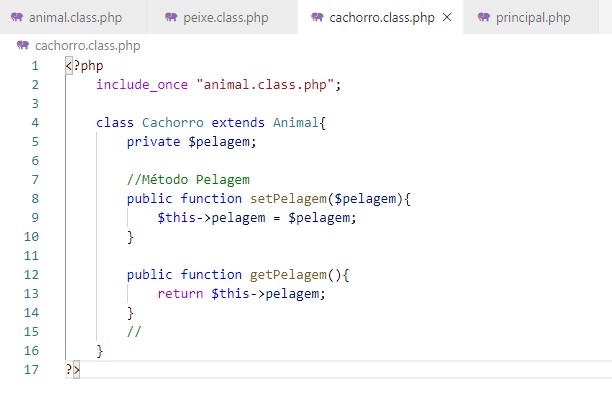 animal.class.php peixe.class.php cachorro.class.php × principal.php
cachorro.class.php
1 <?php
2     include_once "animal.class.php";
3
4     class Cachorro extends Animal{
5         private $pelagem;
6
7         //Método Pelagem
8         public function setPelagem($pelagem){
9             $this->pelagem = $pelagem;
10         }
11
12         public function getPelagem(){
13             return $this->pelagem;
14         }
15         //
16     }
17 ?>